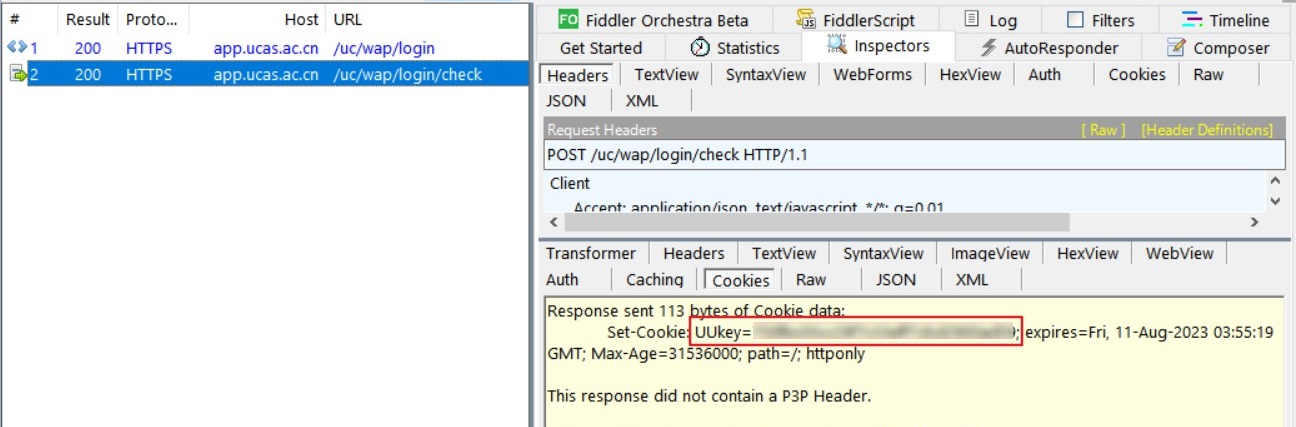 # Result Proto... Host URL
1 200 HTTPS app.ucas.ac.cn /uc/wap/login
2 200 HTTPS app.ucas.ac.cn /uc/wap/login/check
FO Fiddler Orchestra Beta JS FiddlerScript Log Filters Timeline
Get Started Statistics Inspectors AutoResponder Composer
Headers TextView SyntaxView WebForms HexView Auth Cookies Raw
JSON XML
Request Headers [ Raw ] [Header Definitions]
POST /uc/wap/login/check HTTP/1.1
Client
Accept: application/json, text/javascript, */*; q=0.01
Transformer Headers TextView SyntaxView ImageView HexView WebView
Auth Caching Cookies Raw JSON XML
Response sent 113 bytes of Cookie data:
Set-Cookie: UUkey= 9; expires=Fri, 11-Aug-2023 03:55:19
GMT; Max-Age=31536000; path=/; httponly
This response did not contain a P3P Header.